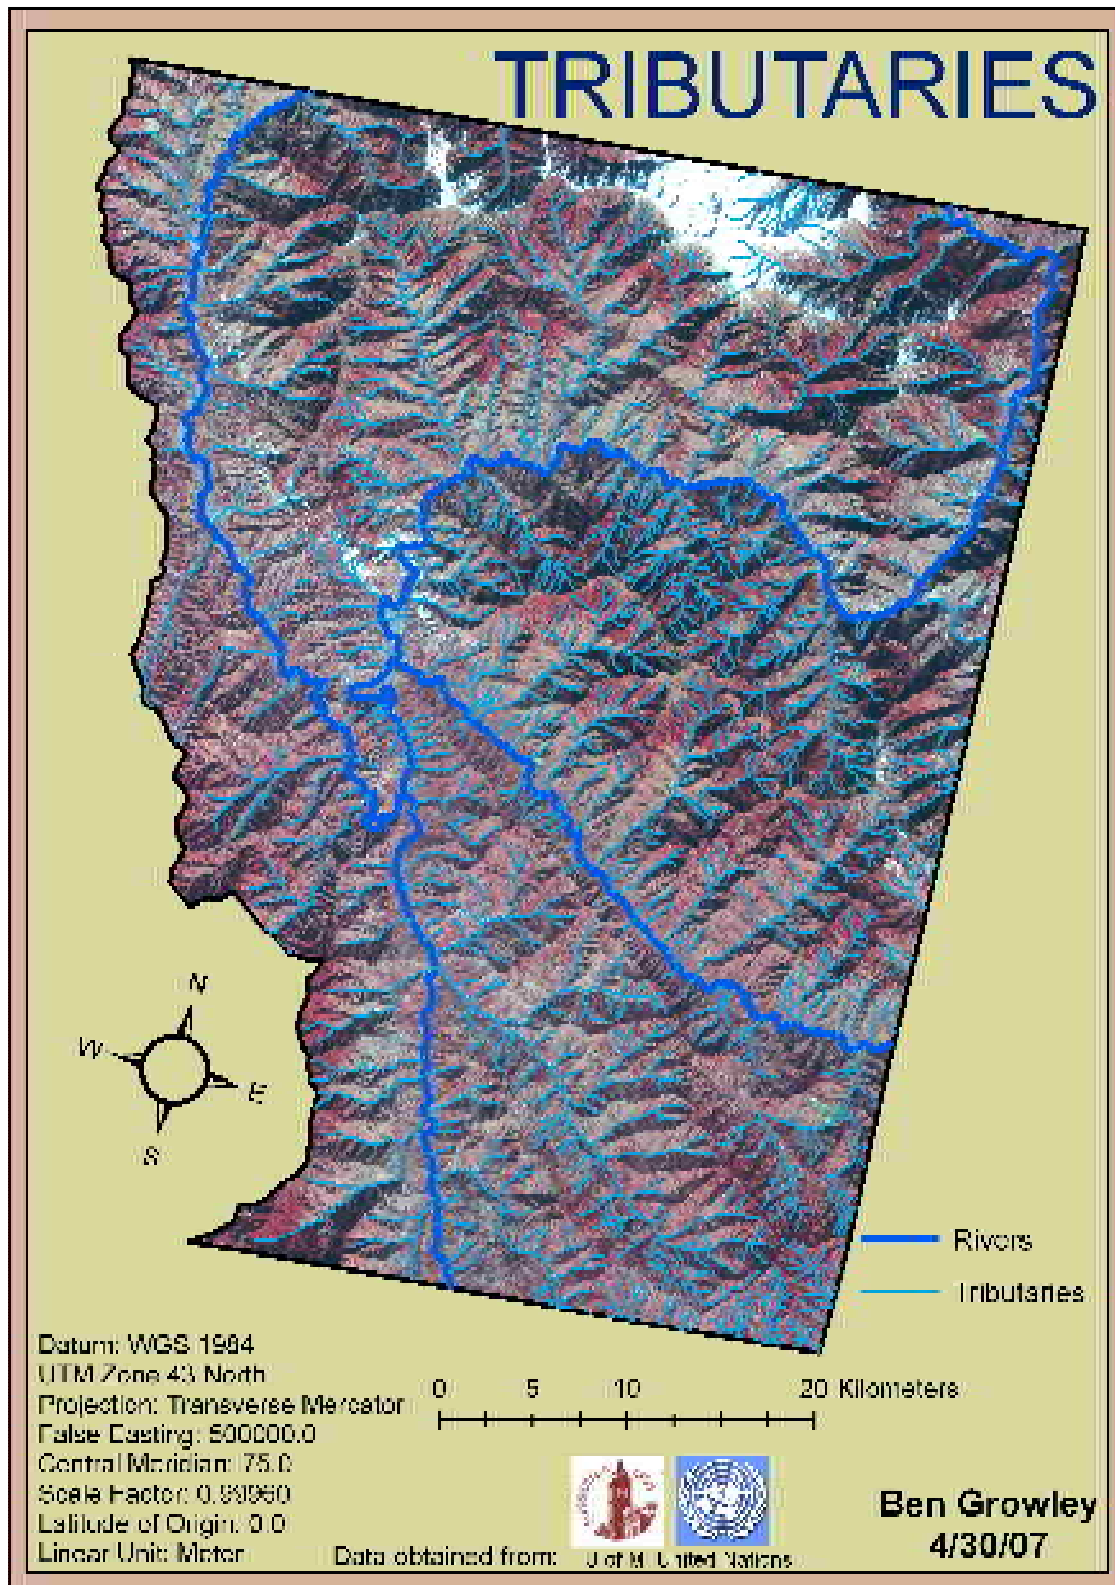 TRIBUTARIES
N
W
E
S
Rivers
Tributaries
Datum: WGS 1984
UTM Zone 43 North
Projection: Transverse Mercator
False Easting: 500000.0
Central Meridian: 75.0
Scale Factor: 0.99960
Latitude of Origin: 0.0
Linear Unit: Meter
0 5 10 20 Kilometers
Data obtained from: U of M United Nations
Ben Growley
4/30/07